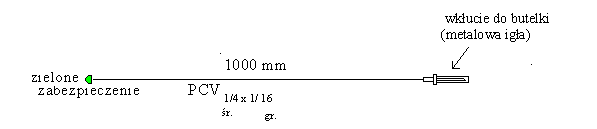 wkłucie do butelki
(metalowa igła)
1000 mm
zielone
zabezpieczenie
PCV 1/4 x 1/ 16
śr. gr.